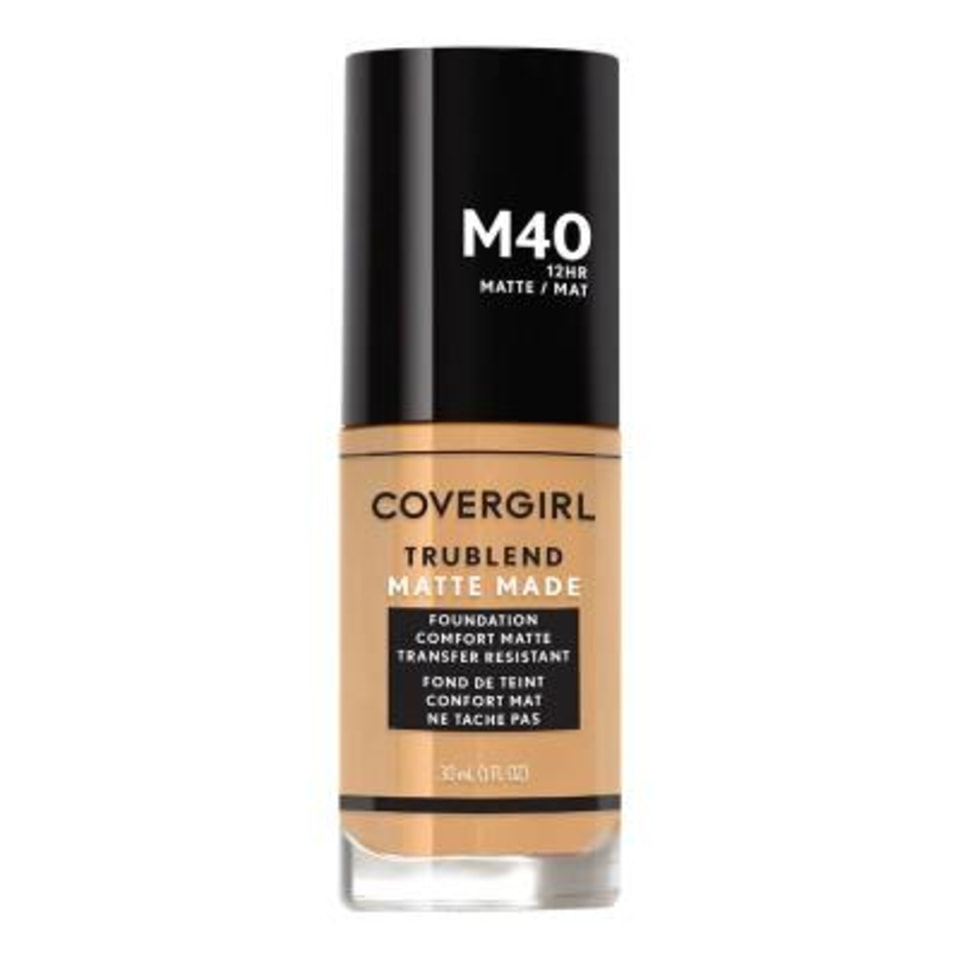 M40
12HR
MATTE / MAT
COVERGIRL
TRUBLEND
MATTE MADE
FOUNDATION
COMFORT MATTE
TRANSFER RESISTANT
FOND DE TEINT
CONFORT MAT
NE TACHE PAS
30 mL (1 FL OZ)